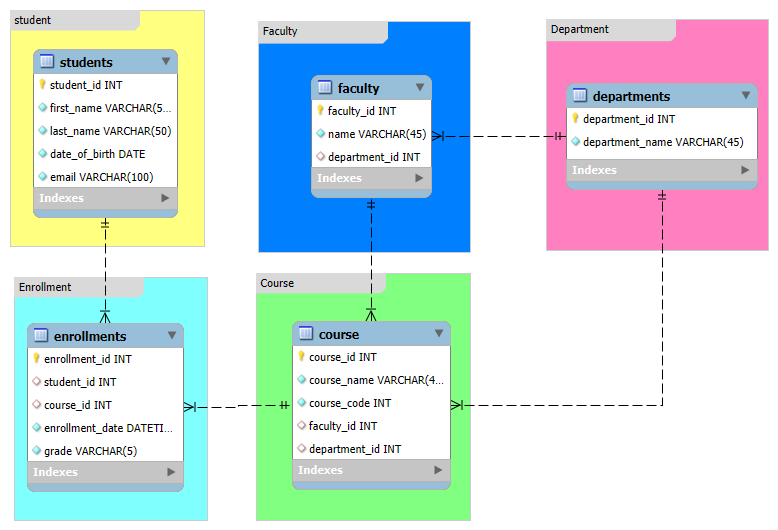 student
students
student_id INT
first_name VARCHAR(5...
last_name VARCHAR(50)
date_of_birth DATE
email VARCHAR(100)
Indexes
Faculty
faculty
faculty_id INT
name VARCHAR(45)
department_id INT
Indexes
Department
departments
department_id INT
department_name VARCHAR(45)
Indexes
Enrollment
enrollments
enrollment_id INT
student_id INT
course_id INT
enrollment_date DATETI...
grade VARCHAR(5)
Indexes
Course
course
course_id INT
course_name VARCHAR(4...
course_code INT
faculty_id INT
department_id INT
Indexes